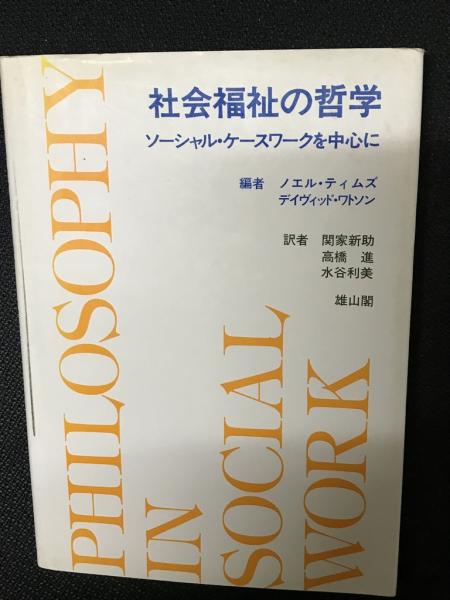 社会福祉の哲学
ソーシャル・ケースワークを中心に
編者 ノエル・ティムズ
デイヴィッド・ワトソン
訳者 関家新助
高橋 進
水谷利美
雄山閣
PHILOSOPHY
IN
SOCIAL
WORK